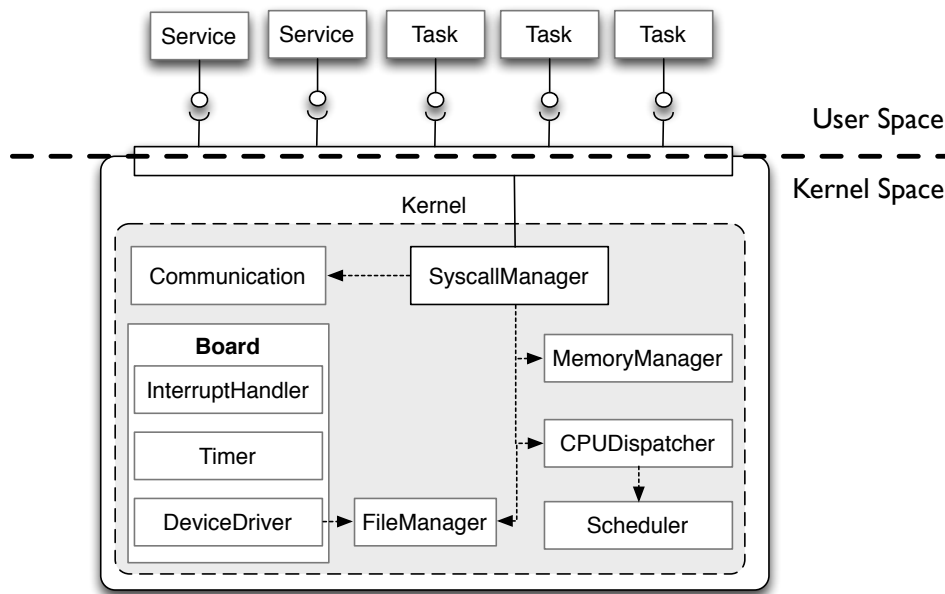 Service
Service
Task
Task
Task
User Space
Kernel Space
Kernel
Communication
SyscallManager
Board
InterruptHandler
Timer
DeviceDriver
FileManager
MemoryManager
CPUDispatcher
Scheduler